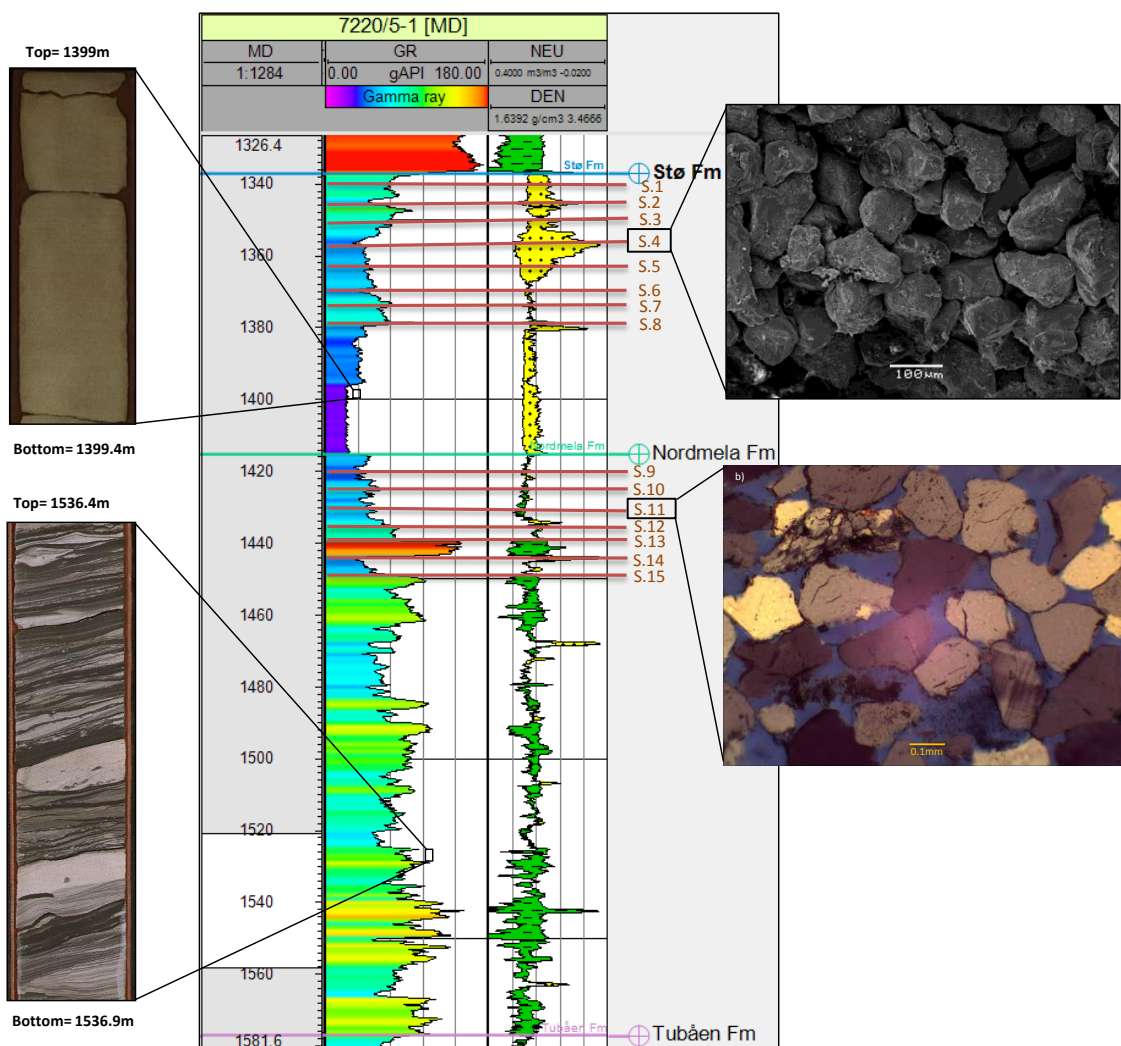 7220/5-1 [MD]
MD
GR
NEU
1:1284
0.00 gAPI 180.00
0.4000 m3/m3 -0.0200
Gamma ray
DEN
1.6392 g/cm3 3.4666
Top= 1399m
Bottom= 1399.4m
Top= 1536.4m
Bottom= 1536.9m
1326.4
1340
1360
1380
1400
1420
1440
1460
1480
1500
1520
1540
1560
1581.6
Stø Fm
Stø Fm
S.1
S.2
S.3
S.4
S.5
S.6
S.7
S.8
Nordmela Fm
Nordmela Fm
S.9
S.10
S.11
S.12
S.13
S.14
S.15
Tubåen Fm
Tubåen Fm
100µm
b)
0.1mm